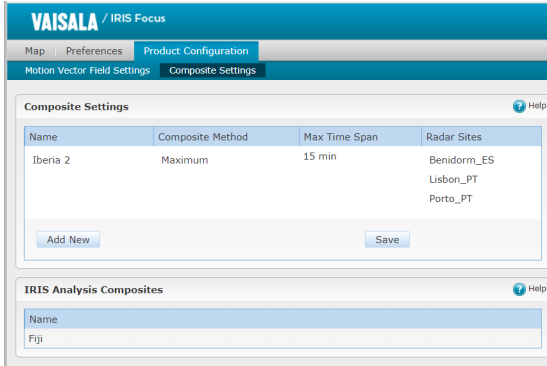 VAISALA / IRIS Focus
Map Preferences Product Configuration
Motion Vector Field Settings Composite Settings
Composite Settings ? Help
Name Composite Method Max Time Span Radar Sites
Iberia 2 Maximum 15 min Benidorm_ES
Lisbon_PT
Porto_PT
Add New Save
IRIS Analysis Composites ? Help
Name
Fiji